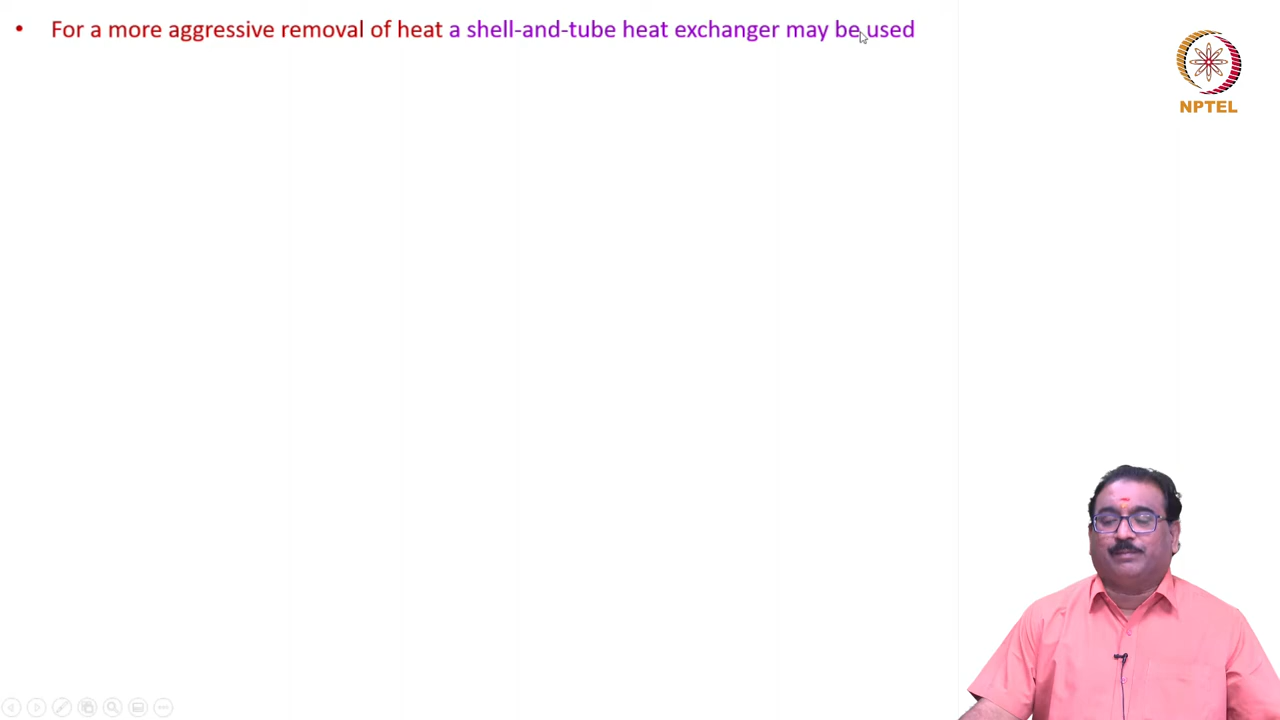 • For a more aggressive removal of heat a shell-and-tube heat exchanger may be used
NPTEL